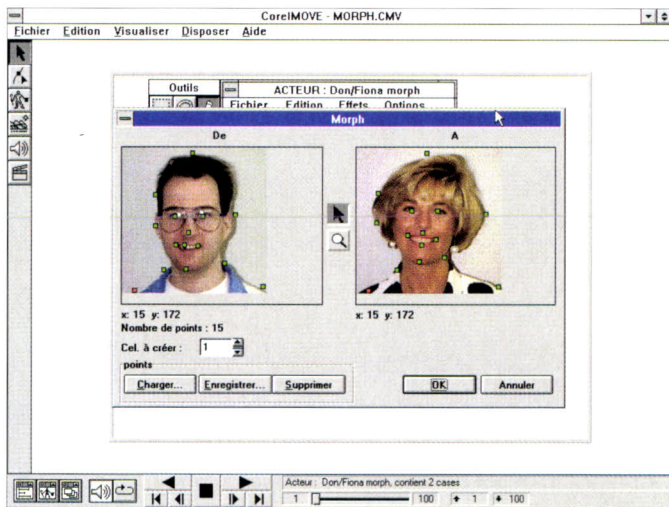 CorelMOVE - MORPH.CMV
Fichier Edition Visualiser Disposer Aide
Outils
ACTEUR : Don/Fiona morph
Fichier Edition Effets Options
Morph
De A
x: 15 y: 172 x: 15 y: 172
Nombre de points : 15
Cel. à créer : 1
points
Charger... Enregistrer... Supprimer OK Annuler
Acteur : Don/Fiona morph, contient 2 cases
1 100 1 100